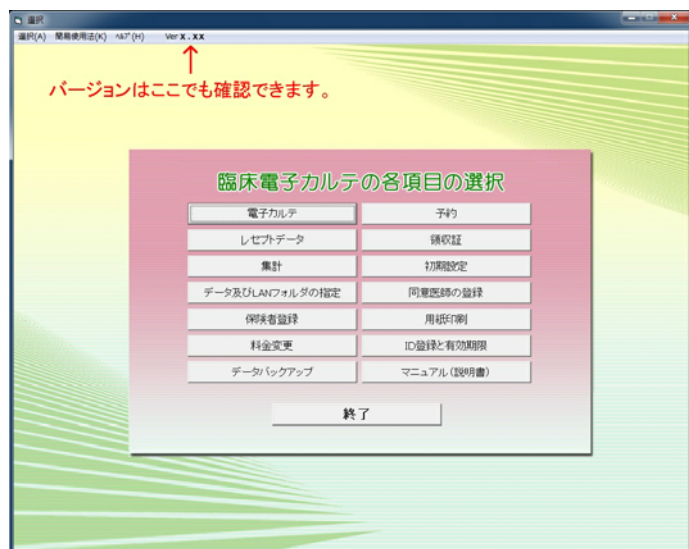 選択
選択(A) 簡易使用法(K) ヘルプ(H) Ver X.XX
↑
バージョンはここでも確認できます。
臨床電子カルテの各項目の選択
電子カルテ 予約
レセプトデータ 領収証
集計 初期設定
データ及びLANフォルダの指定 同意医師の登録
保険者登録 用紙印刷
料金変更 ID登録と有効期限
データバックアップ マニュアル(説明書)
終了